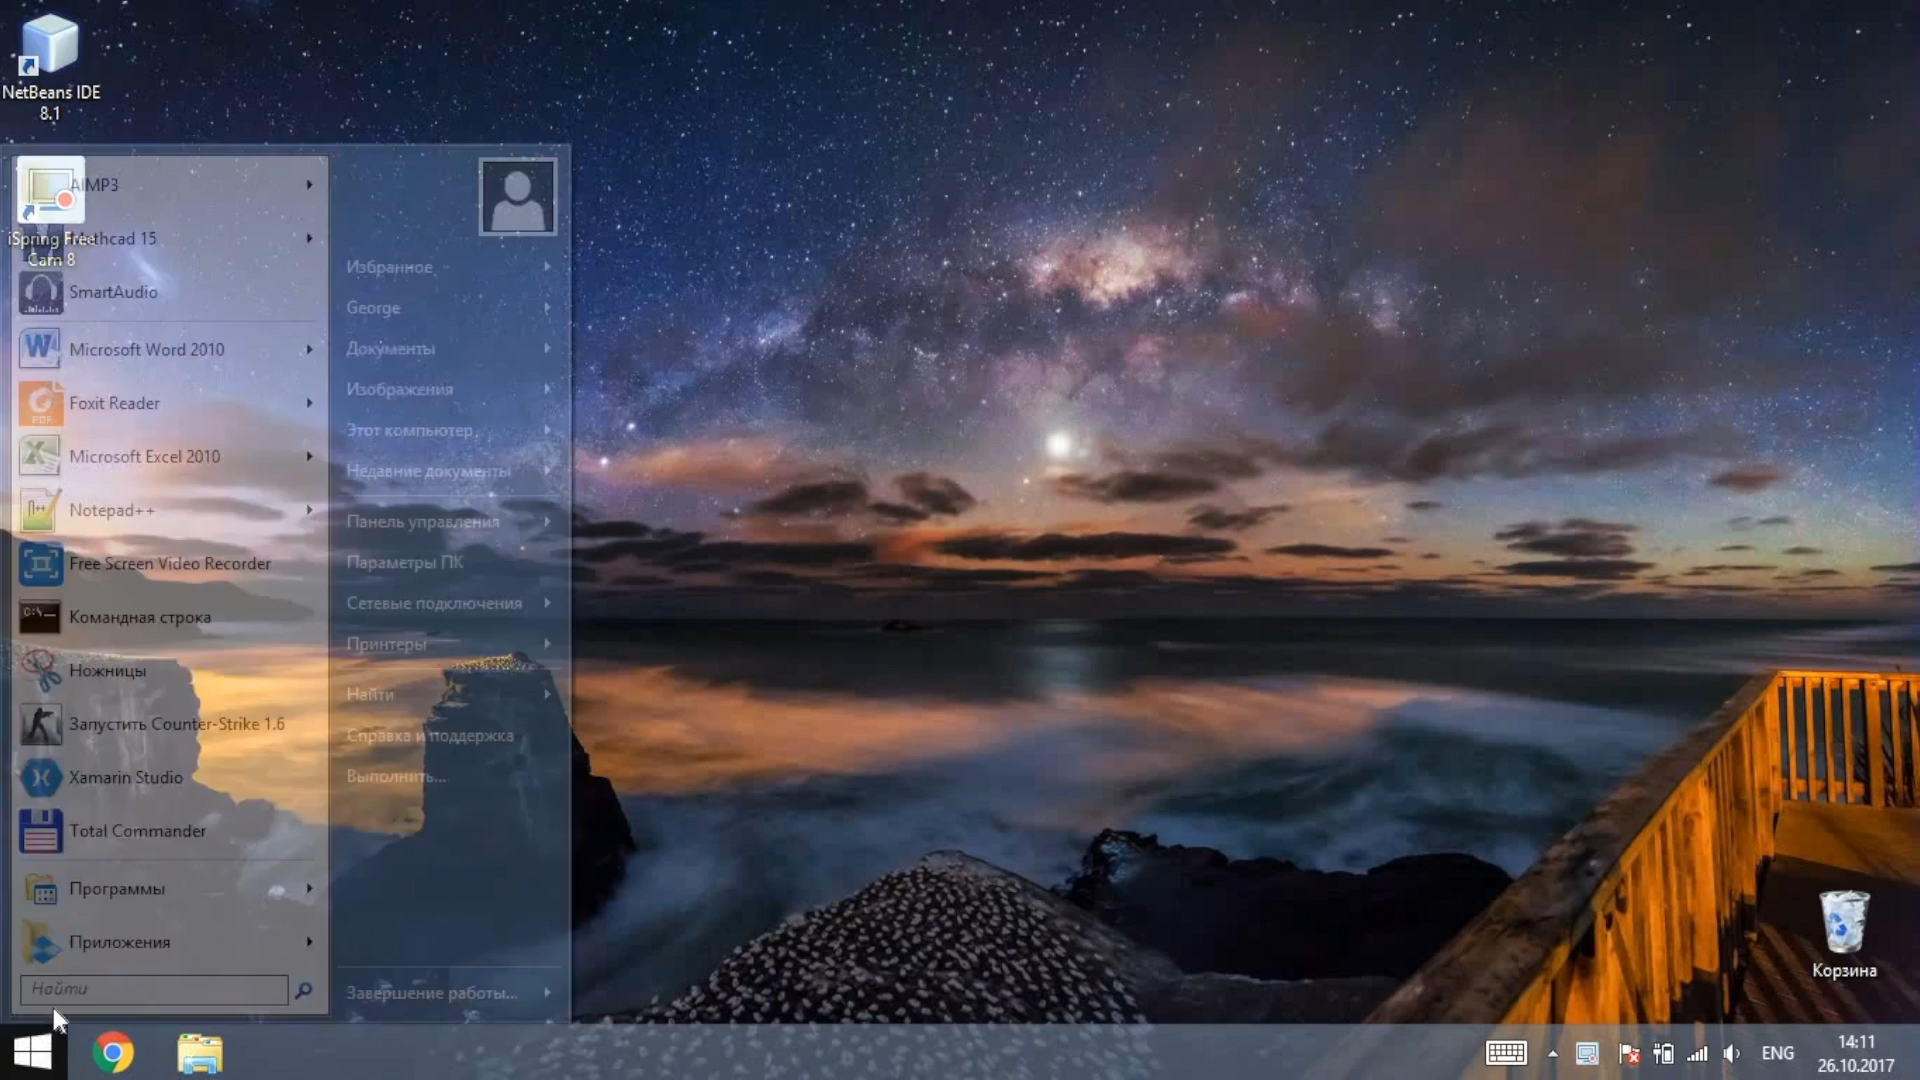 NetBeans IDE
8.1
AIMP3
iSpring Free
Cam 8
Mathcad 15
SmartAudio
Microsoft Word 2010
Foxit Reader
Microsoft Excel 2010
Notepad++
Free Screen Video Recorder
Командная строка
Ножницы
Запустить Counter-Strike 1.6
Xamarin Studio
Total Commander
Программы
Приложения
Найти
Избранное
George
Документы
Изображения
Этот компьютер
Недавние документы
Панель управления
Параметры ПК
Сетевые подключения
Принтеры
Найти
Справка и поддержка
Выполнить...
Завершение работы...
Корзина
ENG
14:11
26.10.2017